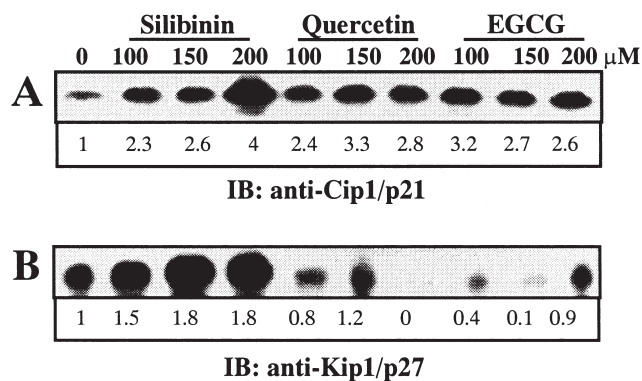 Silibinin Quercetin EGCG
0 100 150 200 100 150 200 100 150 200 μM
A
1 2.3 2.6 4 2.4 3.3 2.8 3.2 2.7 2.6
IB: anti-Cip1/p21
B
1 1.5 1.8 1.8 0.8 1.2 0 0.4 0.1 0.9
IB: anti-Kip1/p27